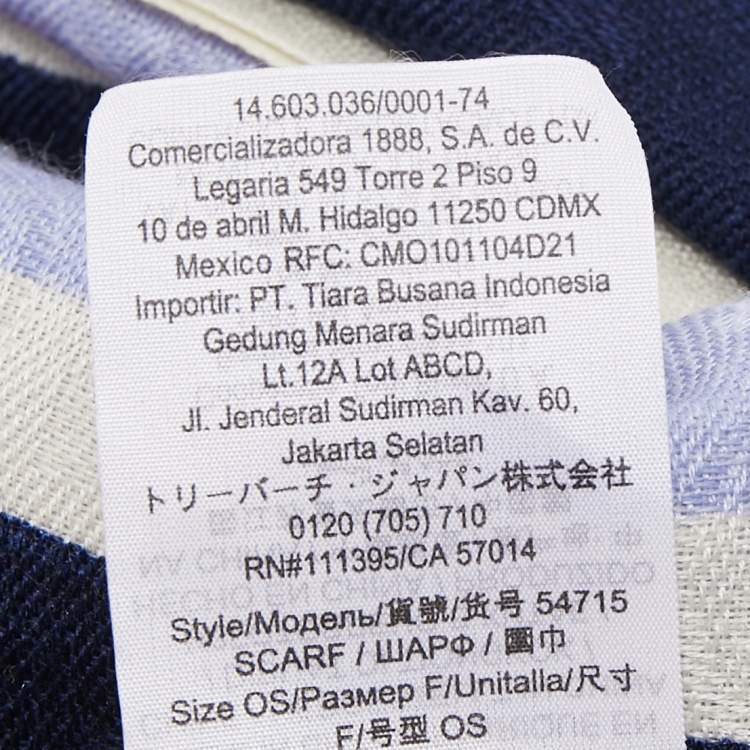 14.603.036/0001-74
Comercializadora 1888, S.A. de C.V.
Legaria 549 Torre 2 Piso 9
10 de abril M. Hidalgo 11250 CDMX
Mexico RFC: CMO101104D21
Importir: PT. Tiara Busana Indonesia
Gedung Menara Sudirman
Lt.12A Lot ABCD,
Jl. Jenderal Sudirman Kav. 60,
Jakarta Selatan
トリーバーチ・ジャパン株式会社
0120 (705) 710
RN#111395/CA 57014
Style/Модель/貨號/货号 54715
SCARF / ШАРФ / 圍巾
Size OS/Размер F/Unitalla/尺寸
F/号型 OS